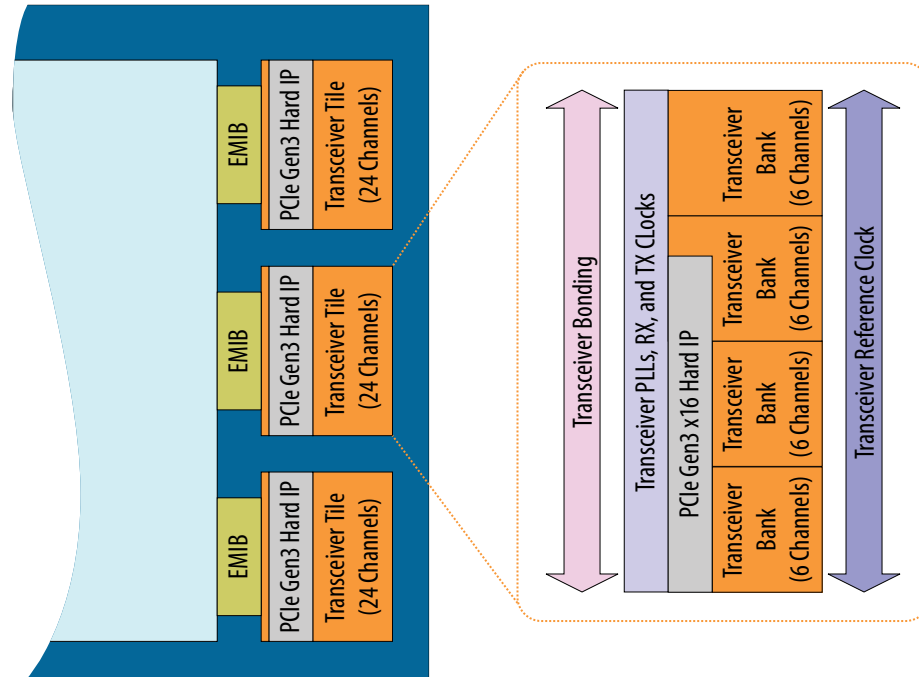 EMIB
PCIe Gen3 Hard IP
Transceiver Tile
(24 Channels)
EMIB
PCIe Gen3 Hard IP
Transceiver Tile
(24 Channels)
EMIB
PCIe Gen3 Hard IP
Transceiver Tile
(24 Channels)
Transceiver Bonding
Transceiver PLLs, RX, and TX CLocks
PCIe Gen3 x16 Hard IP
Transceiver
Bank
(6 Channels)
Transceiver
Bank
(6 Channels)
Transceiver
Bank
(6 Channels)
Transceiver
Bank
(6 Channels)
Transceiver Reference Clock